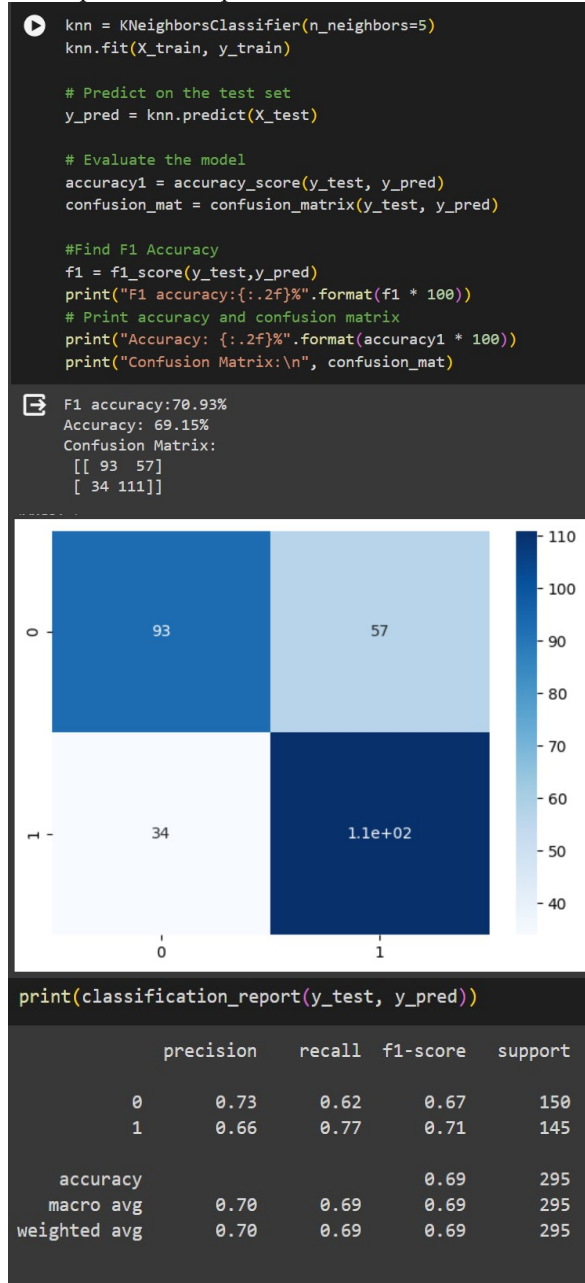 knn = KNeighborsClassifier(n_neighbors=5)
knn.fit(X_train, y_train)
# Predict on the test set
y_pred = knn.predict(X_test)
# Evaluate the model
accuracy1 = accuracy_score(y_test, y_pred)
confusion_mat = confusion_matrix(y_test, y_pred)
#Find F1 Accuracy
f1 = f1_score(y_test,y_pred)
print("F1 accuracy:{:.2f}%".format(f1 * 100))
# Print accuracy and confusion matrix
print("Accuracy: {:.2f}%".format(accuracy1 * 100))
print("Confusion Matrix:\n", confusion_mat)
F1 accuracy:70.93%
Accuracy: 69.15%
Confusion Matrix:
[[ 93  57]
[ 34 111]]
110
100
0 93 57
90
80
70
60
1 34 1.1e+02
50
40
0 1
print(classification_report(y_test, y_pred))
precision recall f1-score support
0 0.73 0.62 0.67 150
1 0.66 0.77 0.71 145
accuracy 0.69 295
macro avg 0.70 0.69 0.69 295
weighted avg 0.70 0.69 0.69 295